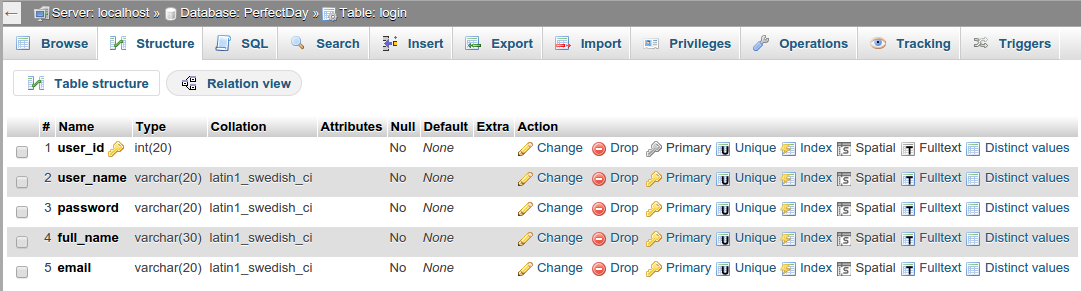 ← Server: localhost » Database: PerfectDay » Table: login
Browse Structure SQL Search Insert Export Import Privileges Operations Tracking Triggers
Table structure Relation view
# Name Type Collation Attributes Null Default Extra Action
1 user_id int(20) No None Change Drop Primary Unique Index Spatial Fulltext Distinct values
2 user_name varchar(20) latin1_swedish_ci No None Change Drop Primary Unique Index Spatial Fulltext Distinct values
3 password varchar(20) latin1_swedish_ci No None Change Drop Primary Unique Index Spatial Fulltext Distinct values
4 full_name varchar(30) latin1_swedish_ci No None Change Drop Primary Unique Index Spatial Fulltext Distinct values
5 email varchar(20) latin1_swedish_ci No None Change Drop Primary Unique Index Spatial Fulltext Distinct values